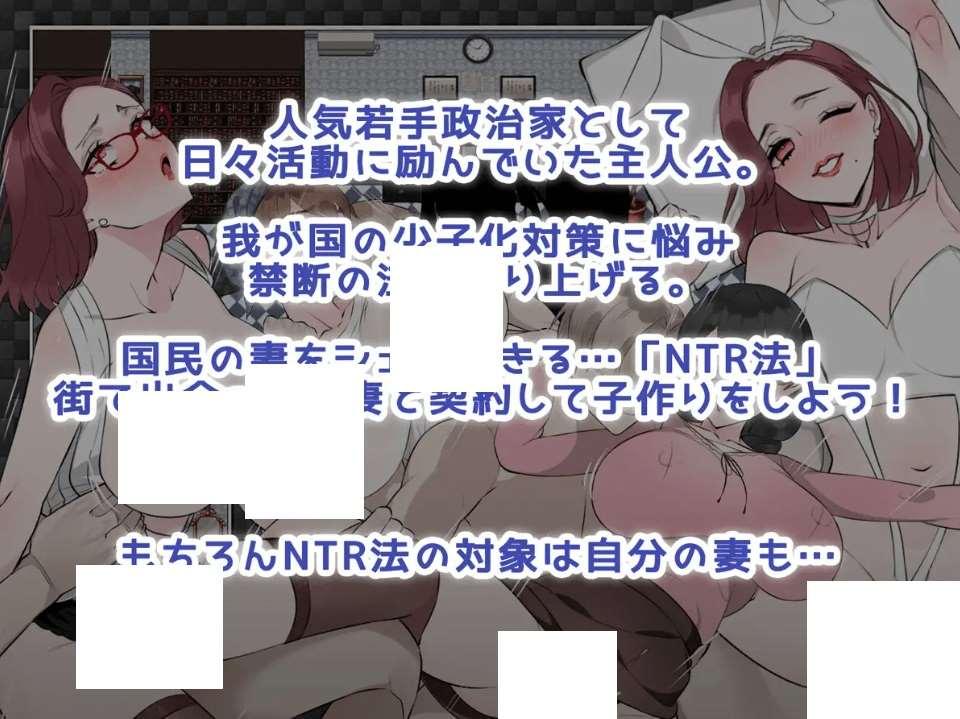 人気若手政治家として
日々活動に励んでいた主人公。
我が国の少子化対策に悩み
禁断の り上げる。
国民の妻をシ きる…「NTR法」
街で 妻と契約して子作りをしよう！
もちろんNTR法の対象は自分の妻も…